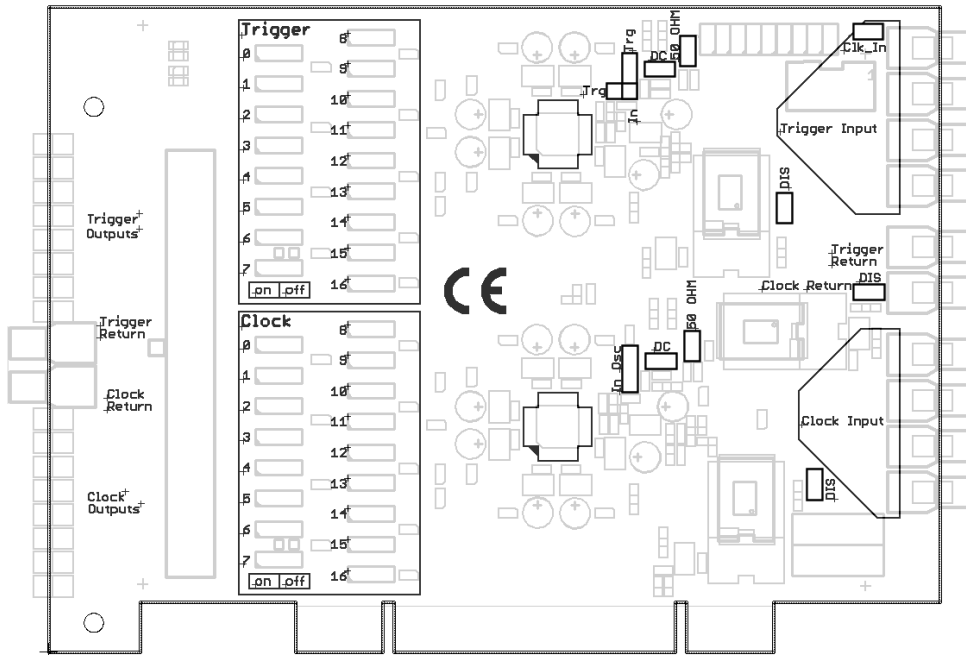 Trigger
0
1
2
3
4
5
6
7
8
9
10
11
12
13
14
15
16
on off
Clock
0
1
2
3
4
5
6
7
8
9
10
11
12
13
14
15
16
on off
Trigger
Outputs
Trigger
Return
Clock
Return
Clock
Outputs
CE
Trg
Trg
In
DC
50 OHM
Clk_In
1
Trigger Input
DIS
Trigger
Return
Clock Return
DIS
In Osc
DC
50 OHM
Clock Input
DIS